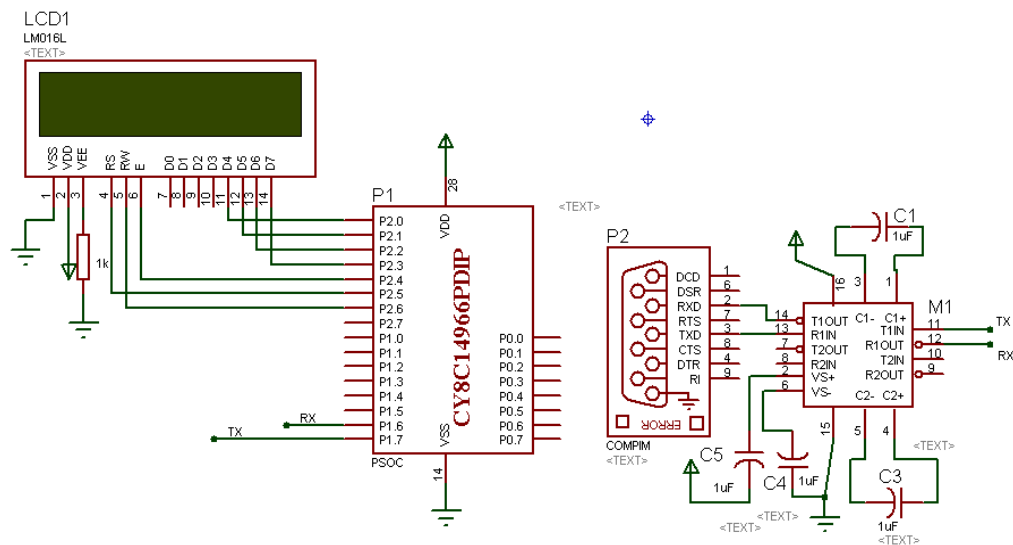 LCD1
LM016L
<TEXT>
VSS VDD VEE RS RW E D0 D1 D2 D3 D4 D5 D6 D7
1 2 3 4 5 6 7 8 9 10 11 12 13 14
1k
P1
<TEXT>
28
VDD
P2.0
P2.1
P2.2
P2.3
P2.4
P2.5
P2.6
P2.7
P1.0 P0.0
P1.1 P0.1
P1.2 P0.2
P1.3 P0.3
P1.4 P0.4
P1.5 P0.5
RX P1.6 P0.6
TX P1.7 P0.7
CY8C14966PDIP
VSS
PSOC
14
P2
DCD 1
DSR 6
RXD 2
RTS 7
TXD 3
CTS 8
DTR 4
RI 9
ERROR
COMPIM
<TEXT>
C1
1uF
16 3 1
M1
C1- C1+
14 T1OUT T1IN 11 TX
13 R1IN R1OUT 12 RX
7 T2OUT T2IN 10
8 R2IN R2OUT 9
2 VS+
6 VS-
C2- C2+
15 5 4
<TEXT>
C5
1uF
<TEXT>
C4
1uF
<TEXT>
C3
1uF
<TEXT>